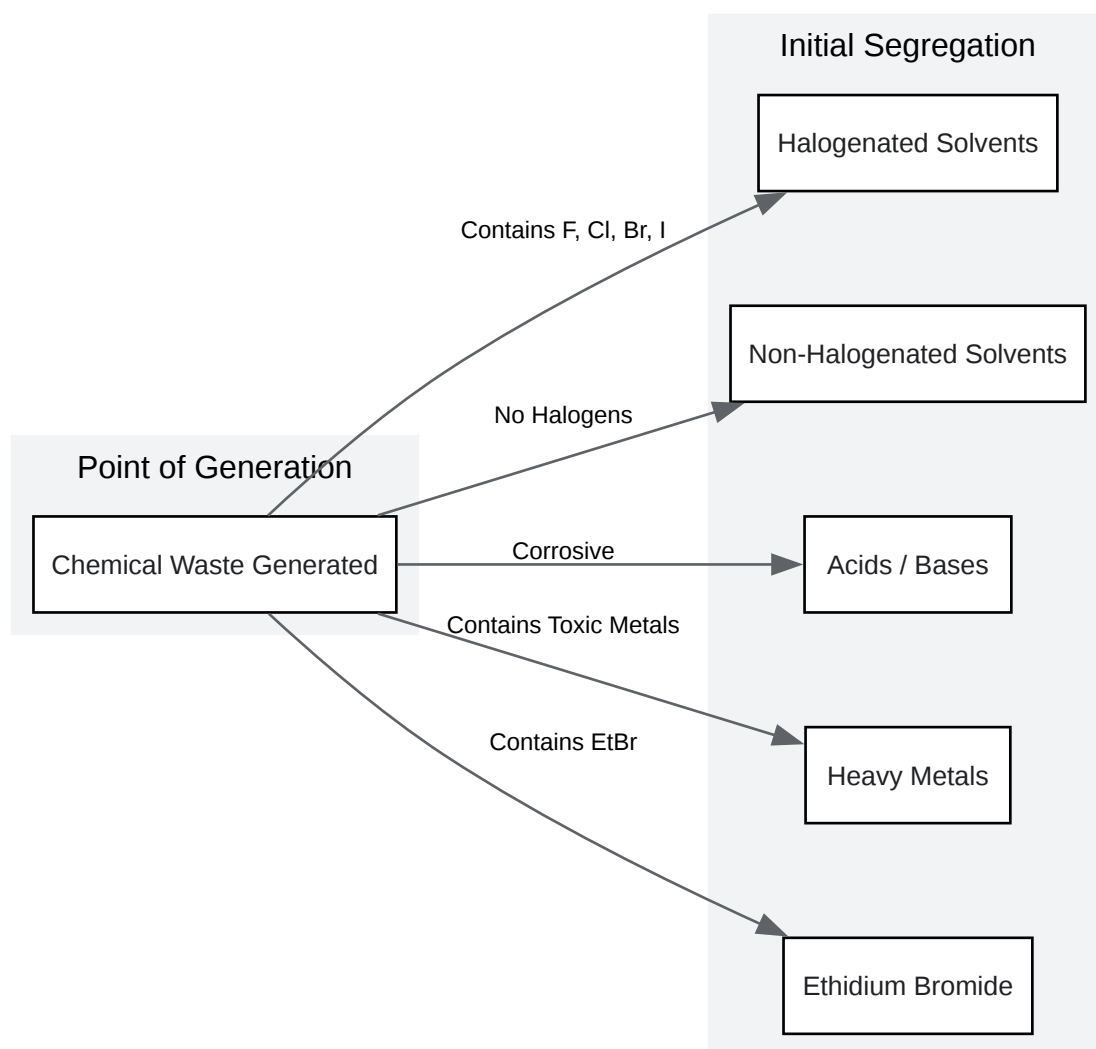 Initial Segregation
Halogenated Solvents
Contains F, Cl, Br, I
Non-Halogenated Solvents
No Halogens
Point of Generation
Chemical Waste Generated
Corrosive
Acids / Bases
Contains Toxic Metals
Heavy Metals
Contains EtBr
Ethidium Bromide